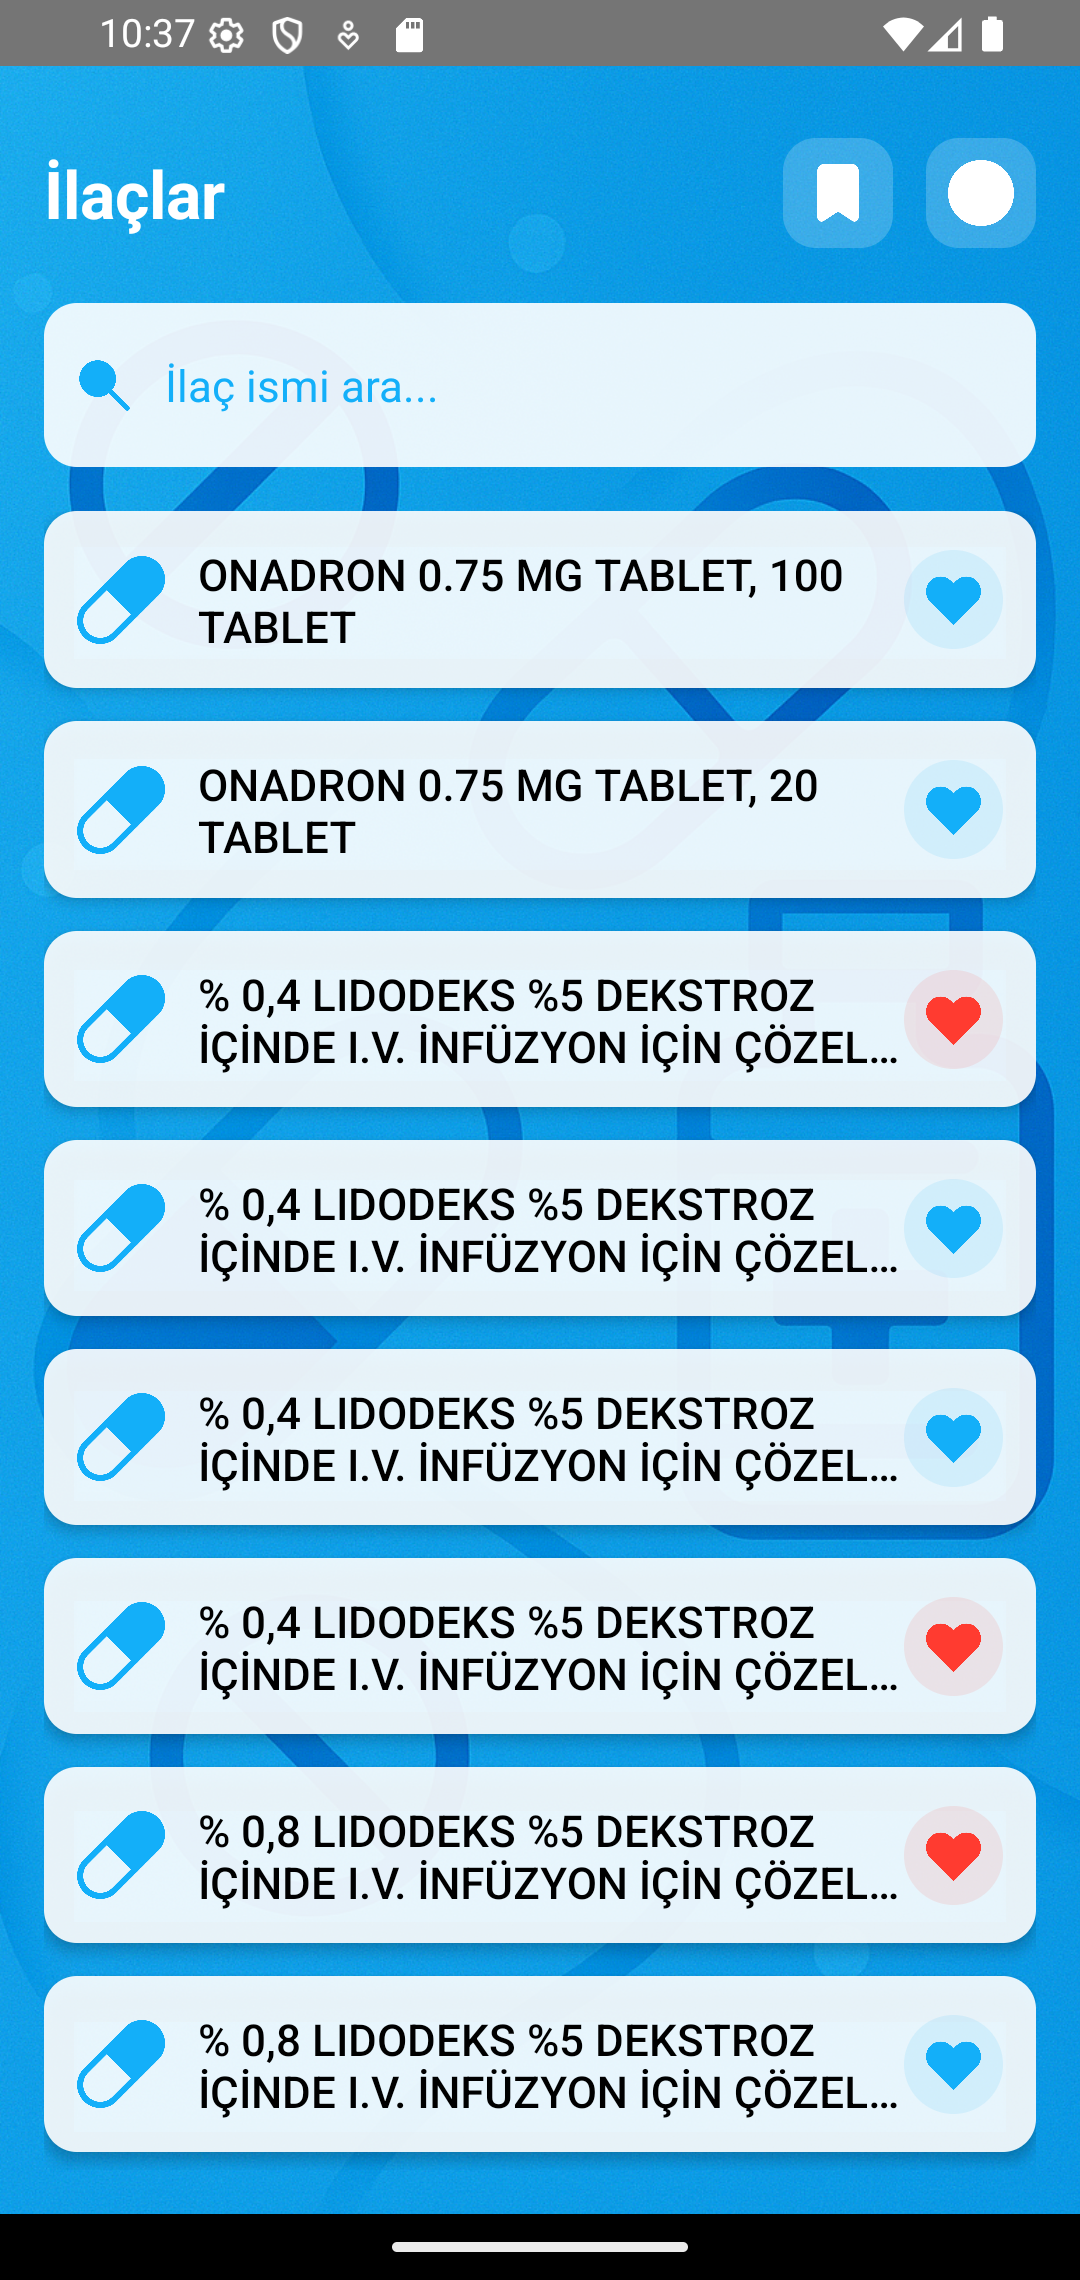 10:37
İlaçlar
İlaç ismi ara...
ONADRON 0.75 MG TABLET, 100
TABLET
ONADRON 0.75 MG TABLET, 20
TABLET
% 0,4 LIDODEKS %5 DEKSTROZ
İÇİNDE I.V. İNFÜZYON İÇİN ÇÖZEL...
% 0,4 LIDODEKS %5 DEKSTROZ
İÇİNDE I.V. İNFÜZYON İÇİN ÇÖZEL...
% 0,4 LIDODEKS %5 DEKSTROZ
İÇİNDE I.V. İNFÜZYON İÇİN ÇÖZEL...
% 0,4 LIDODEKS %5 DEKSTROZ
İÇİNDE I.V. İNFÜZYON İÇİN ÇÖZEL...
% 0,8 LIDODEKS %5 DEKSTROZ
İÇİNDE I.V. İNFÜZYON İÇİN ÇÖZEL...
% 0,8 LIDODEKS %5 DEKSTROZ
İÇİNDE I.V. İNFÜZYON İÇİN ÇÖZEL...